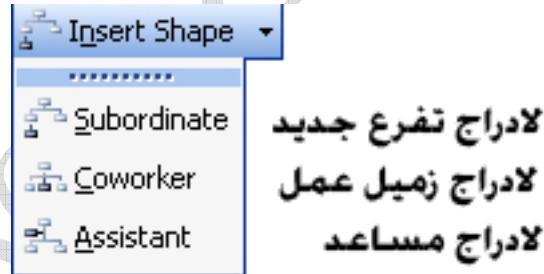 Insert Shape
Subordinate لادراج تفرع جديد
Coworker لادراج زميل عمل
Assistant لادراج مساعد